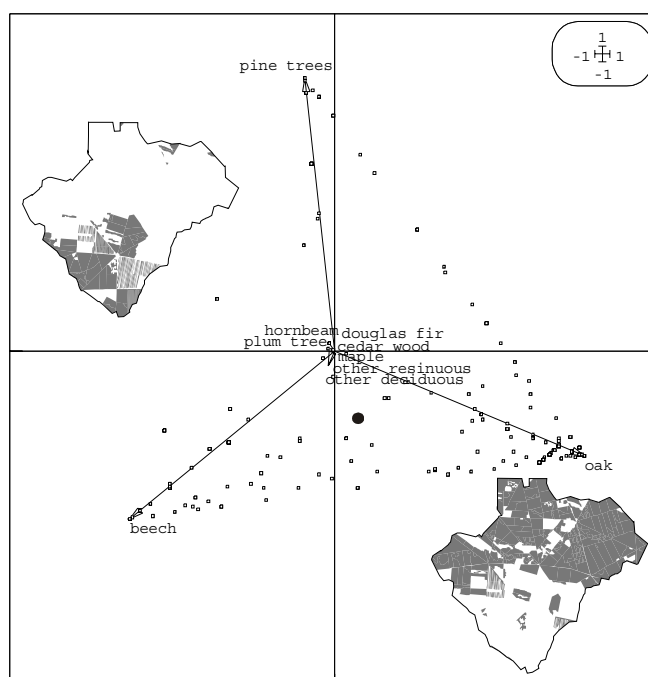 1
-1 1
-1
pine trees
hornbeam
douglas fir
plum tree
cedar wood
maple
other resinuous
other deciduous
oak
beech